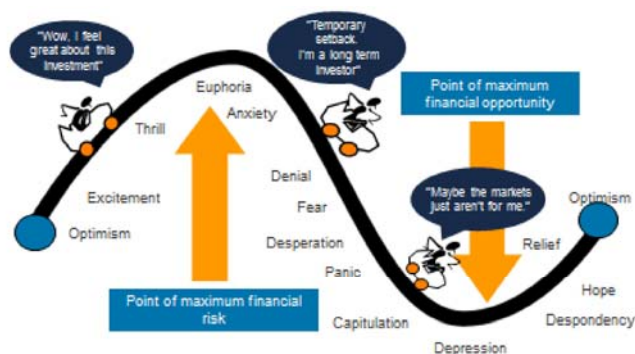 "Wow, I feel
great about this
Investment"
"Temporary
setback.
I'm a long term
Investor"
Point of maximum
financial opportunity
Euphoria
Anxiety
Thrill
Denial
"Maybe the markets
Just aren't for me."
Excitement
Optimism
Fear
Optimism
Desperation
Relief
Panic
Hope
Point of maximum financial
risk
Capitulation
Despondency
Depression